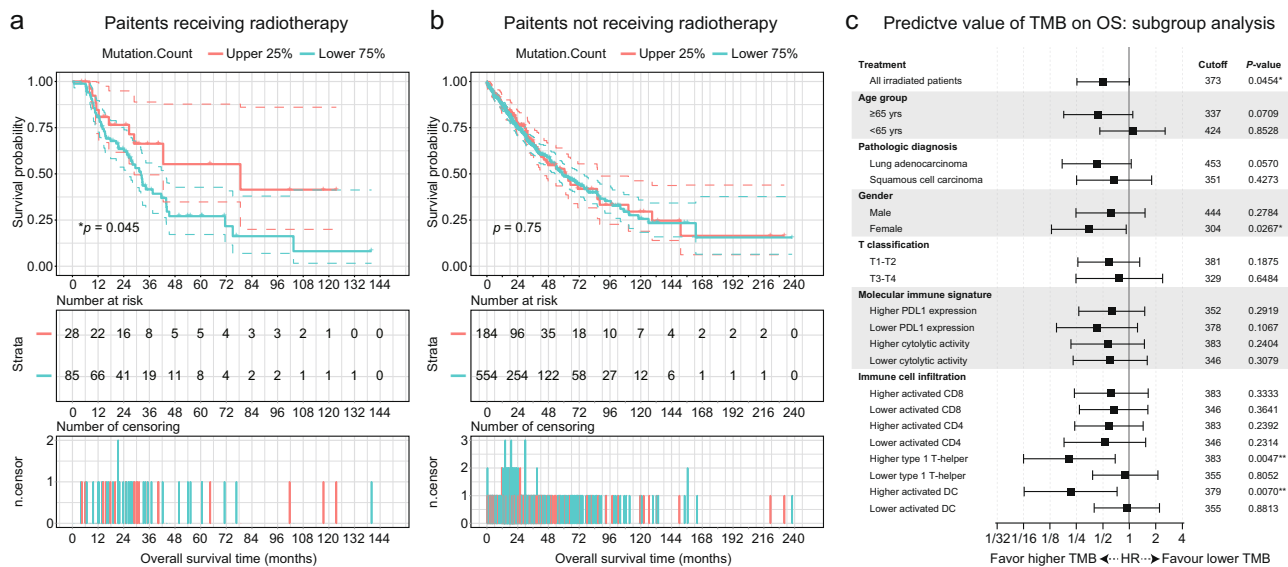 a Paitents receiving radiotherapy
Mutation.Count Upper 25% Lower 75%
Survival probability
1.00
0.75
0.50
0.25
0.00
*p = 0.045
0 12 24 36 48 60 72 84 96 108 120 132 144
Number at risk
Strata
28 22 16 8 5 5 4 3 3 2 1 0 0
85 66 41 19 11 8 4 2 2 1 1 1 0
0 12 24 36 48 60 72 84 96 108 120 132 144
Number of censoring
n.censor
2
1
0
0 12 24 36 48 60 72 84 96 108 120 132 144
Overall survival time (months)
b Paitents not receiving radiotherapy
Mutation.Count Upper 25% Lower 75%
Survival probability
1.00
0.75
0.50
0.25
0.00
p = 0.75
0 24 48 72 96 120 144 168 192 216 240
Number at risk
Strata
184 96 35 18 10 7 4 2 2 2 0
554 254 122 58 27 12 6 1 1 1 0
0 24 48 72 96 120 144 168 192 216 240
Number of censoring
n.censor
3
2
1
0
0 24 48 72 96 120 144 168 192 216 240
Overall survival time (months)
c Predictve value of TMB on OS: subgroup analysis
Treatment Cutoff P-value
All irradiated patients 373 0.0454*
Age group
≥65 yrs 337 0.0709
<65 yrs 424 0.8528
Pathologic diagnosis
Lung adenocarcinoma 453 0.0570
Squamous cell carcinoma 351 0.4273
Gender
Male 444 0.2784
Female 304 0.0267*
T classification
T1-T2 381 0.1875
T3-T4 329 0.6484
Molecular immune signature
Higher PDL1 expression 352 0.2919
Lower PDL1 expression 378 0.1067
Higher cytolytic activity 383 0.2404
Lower cytolytic activity 346 0.3079
Immune cell infiltration
Higher activated CD8 383 0.3333
Lower activated CD8 346 0.3641
Higher activated CD4 383 0.2392
Lower activated CD4 346 0.2314
Higher type 1 T-helper 383 0.0047**
Lower type 1 T-helper 355 0.8052
Higher activated DC 379 0.0070**
Lower activated DC 355 0.8813
1/32 1/16 1/8 1/4 1/2 1 2 4
Favor higher TMB HR Favour lower TMB